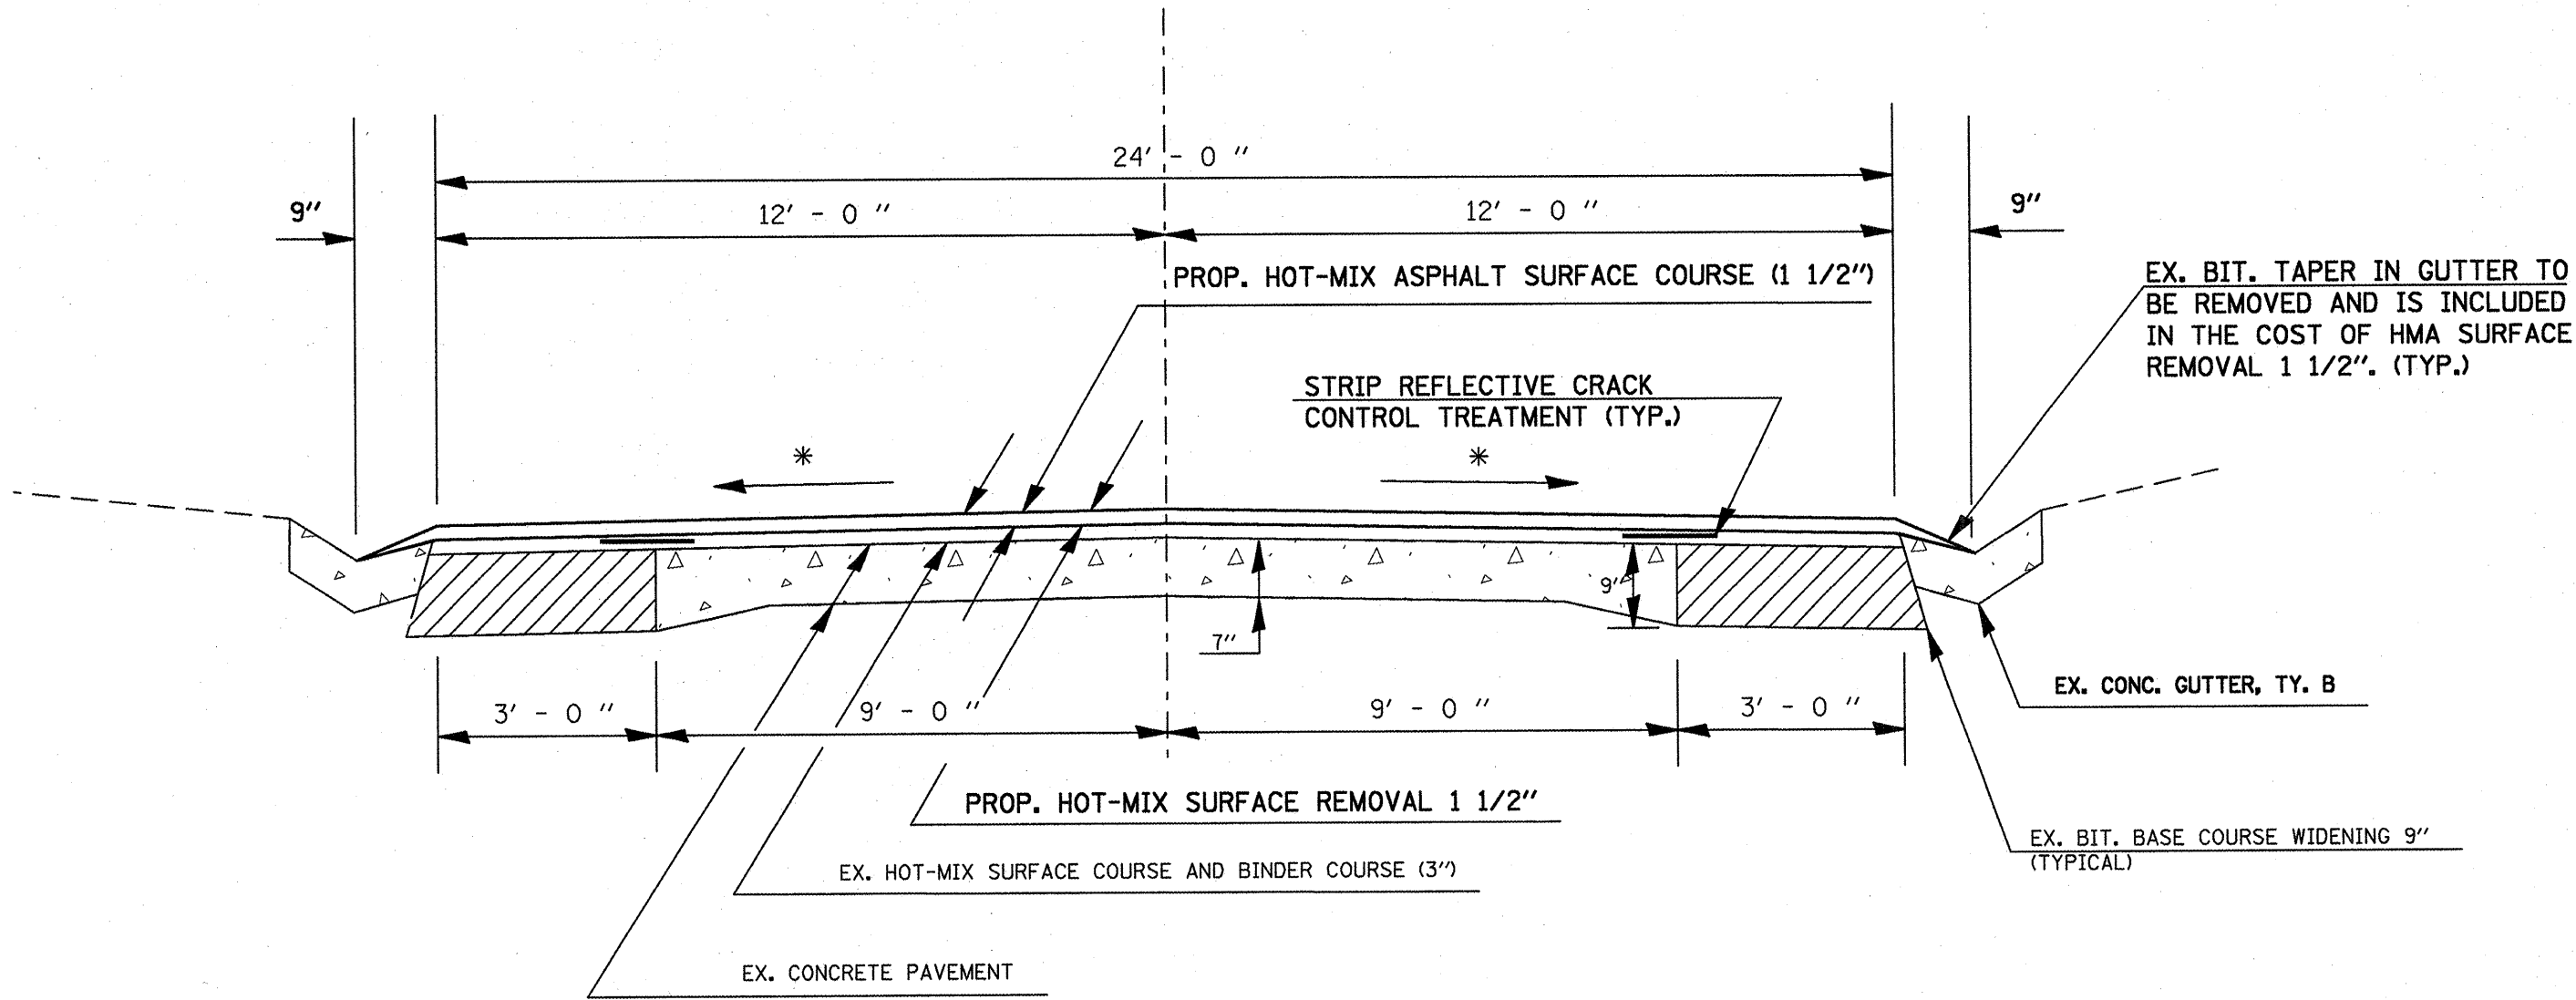 24' - 0 "
9"
12' - 0 "
12' - 0 "
9"
PROP. HOT-MIX ASPHALT SURFACE COURSE (1 1/2")
EX. BIT. TAPER IN GUTTER TO
BE REMOVED AND IS INCLUDED
IN THE COST OF HMA SURFACE
REMOVAL 1 1/2". (TYP.)
STRIP REFLECTIVE CRACK
CONTROL TREATMENT (TYP.)
*
*
9'
7"
3' - 0 "
9' - 0 "
9' - 0 "
3' - 0 "
EX. CONC. GUTTER, TY. B
PROP. HOT-MIX SURFACE REMOVAL 1 1/2"
EX. BIT. BASE COURSE WIDENING 9"
(TYPICAL)
EX. HOT-MIX SURFACE COURSE AND BINDER COURSE (3")
EX. CONCRETE PAVEMENT